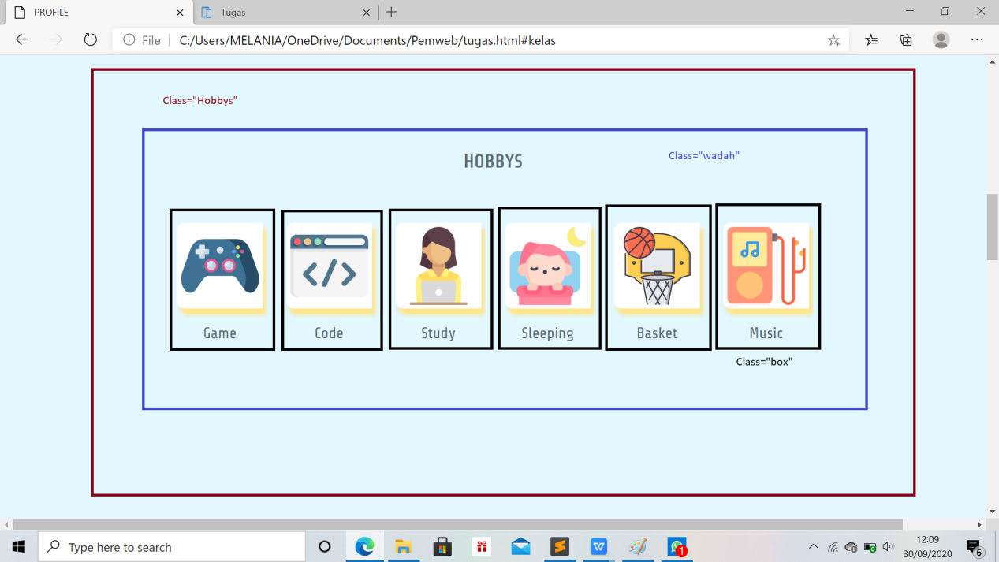 PROFILE
Tugas
File
C:/Users/MELANIA/OneDrive/Documents/Pemweb/tugas.html#kelas
Class="Hobbys"
HOBBYS
Class="wadah"
Game
Code
Study
Sleeping
Basket
Music
Class="box"
Type here to search
W
1
12:09
30/09/2020
6